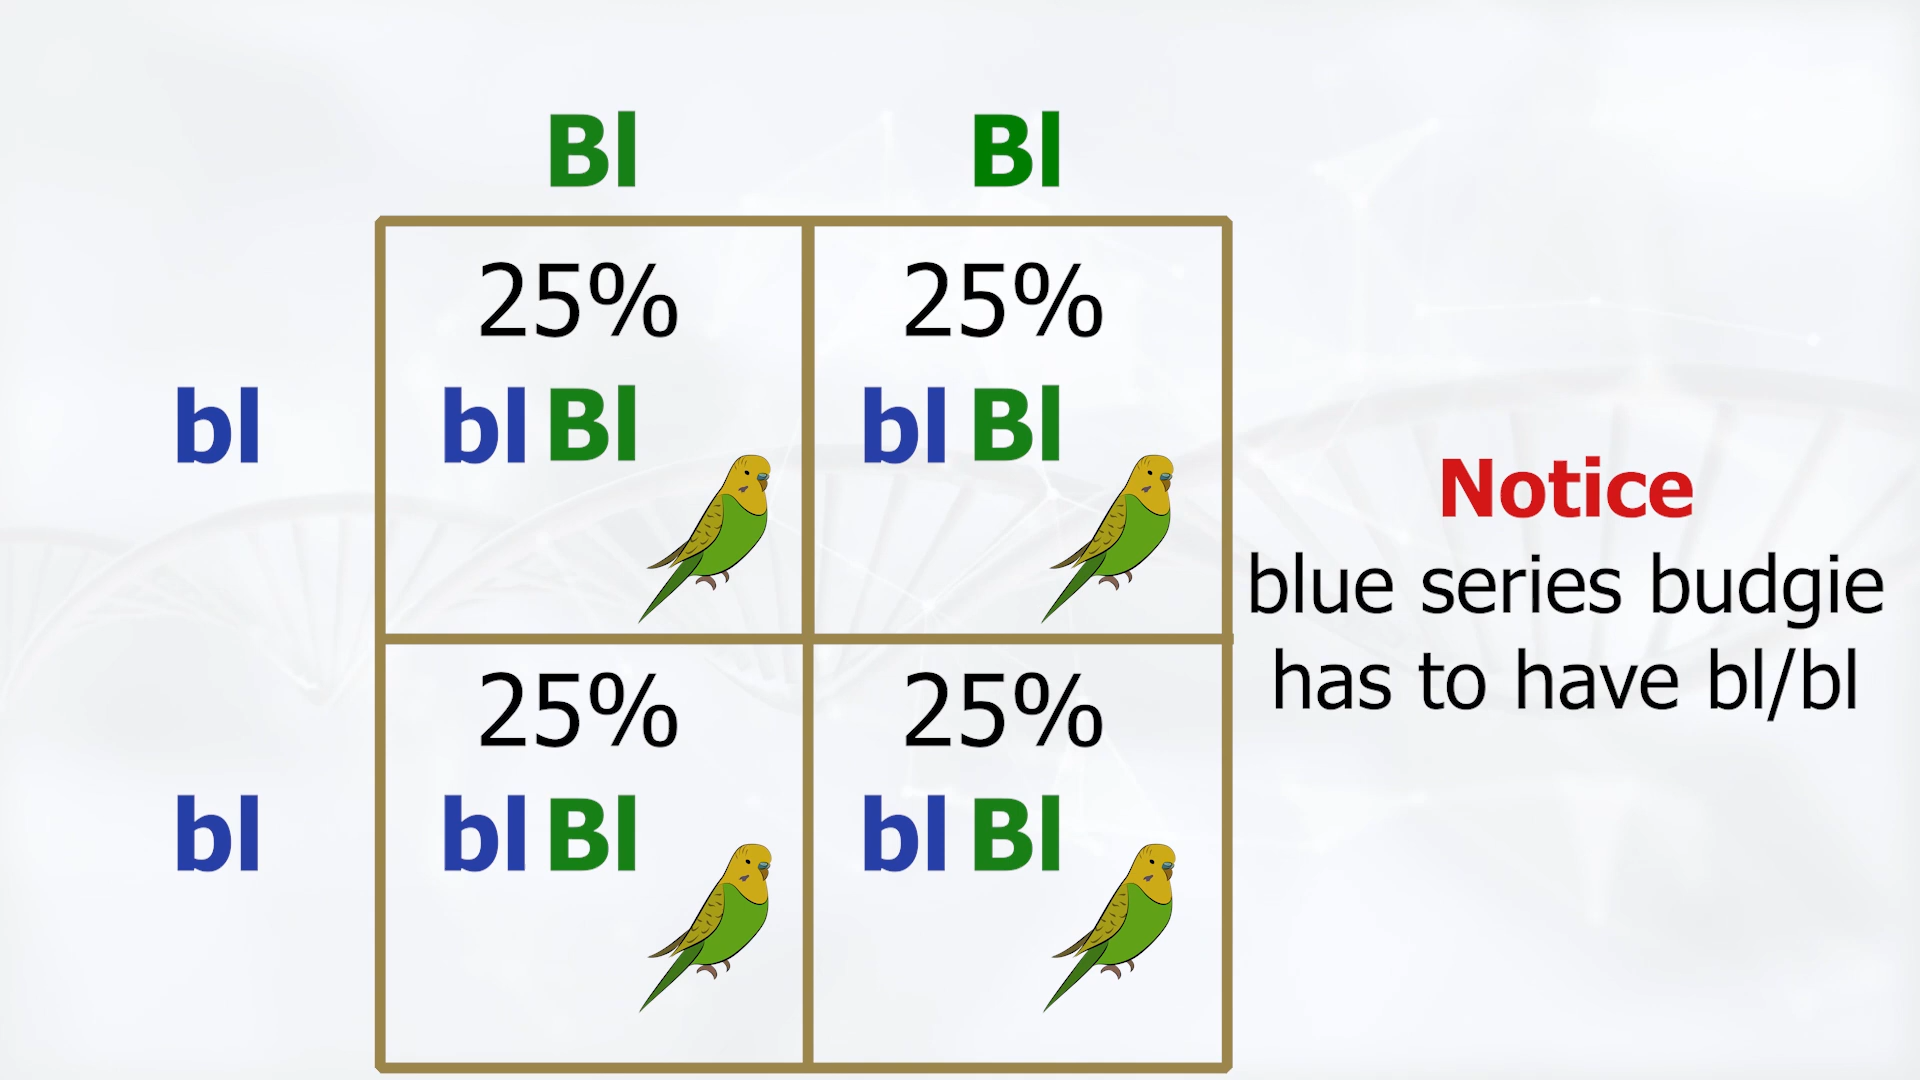 Bl Bl
25% 25%
bl bl Bl bl Bl
Notice
blue series budgie
has to have bl/bl
25% 25%
bl bl Bl bl Bl